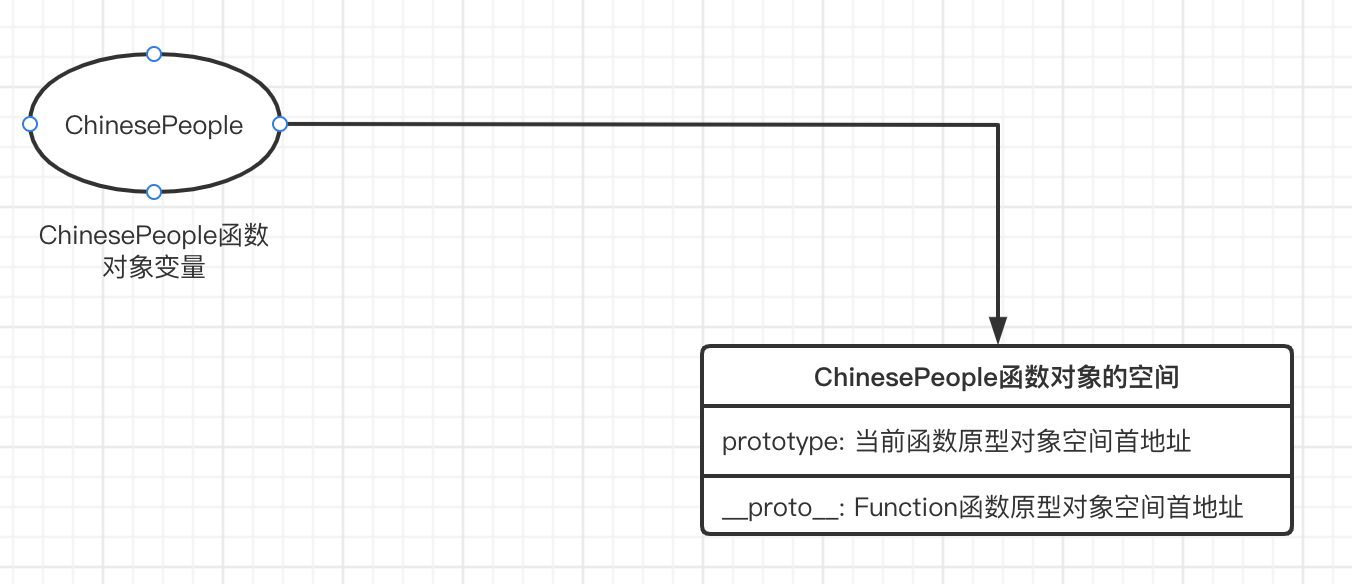 ChinesePeople
ChinesePeople函数
对象变量
ChinesePeople函数对象的空间
prototype: 当前函数原型对象空间首地址
__proto__: Function函数原型对象空间首地址